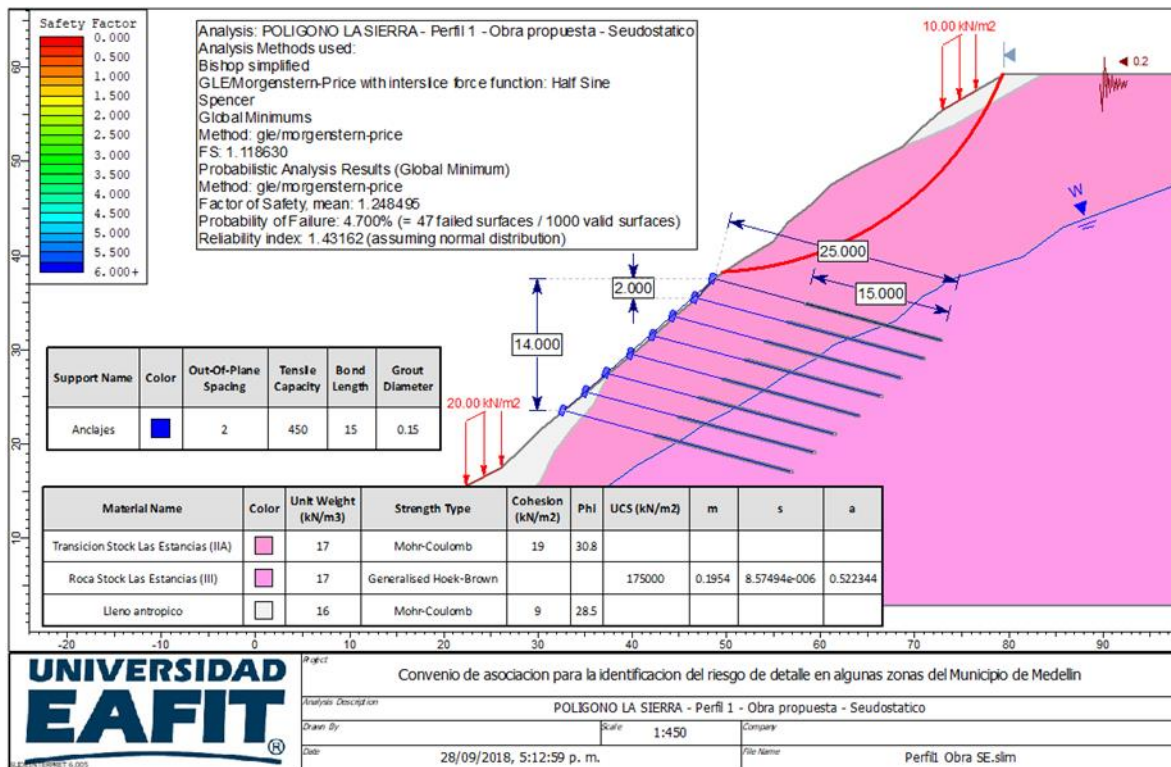 Safety Factor
0.000
0.500
1.000
1.500
2.000
2.500
3.000
3.500
4.000
4.500
5.000
5.500
6.000+
Analysis: POLIGONO LA SIERRA - Perfil 1 - Obra propuesta - Seudostatico
Analysis Methods used:
Bishop simplified
GLE/Morgenstern-Price with interslice force function: Half Sine
Spencer
Global Minimums
Method: gle/morgenstern-price
FS: 1.118630
Probabilistic Analysis Results (Global Minimum)
Method: gle/morgenstern-price
Factor of Safety, mean: 1.248495
Probability of Failure: 4.700% (= 47 failed surfaces / 1000 valid surfaces)
Reliability index: 1.43162 (assuming normal distribution)
10.00 kN/m2
0.2
W
25.000
15.000
2.000
14.000
20.00 kN/m2
60
50
40
30
20
10
Support Name Color Out-Of-Plane Spacing Tensile Capacity Bond Length Grout Diameter
Anclajes 2 450 15 0.15
Material Name Color Unit Weight (kN/m3) Strength Type Cohesion (kN/m2) Phi UCS (kN/m2) m s a
Transicion Stock Las Estancias (IIA) 17 Mohr-Coulomb 19 30.8
Roca Stock Las Estancias (III) 17 Generalised Hoek-Brown 175000 0.1954 8.57494e-006 0.522344
Lleno antropico 16 Mohr-Coulomb 9 28.5
-20 -10 0 10 20 30 40 50 60 70 80 90
UNIVERSIDAD
EAFIT
®
Project
Convenio de asociacion para la identificacion del riesgo de detalle en algunas zonas del Municipio de Medellin
Analysis Description
POLIGONO LA SIERRA - Perfil 1 - Obra propuesta - Seudostatico
Drawn By
Scale
1:450
Company
Date
28/09/2018, 5:12:59 p. m.
File Name
Perfil1 Obra SE.slim